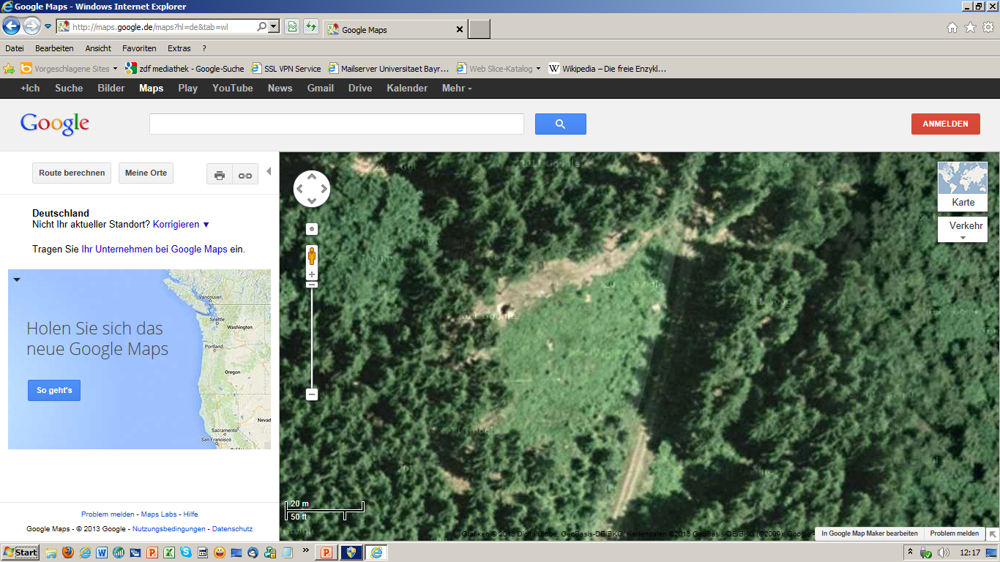 Google Maps - Windows Internet Explorer
http://maps.google.de/maps?hl=de&tab=wl
Google Maps
Datei Bearbeiten Ansicht Favoriten Extras ?
Vorgeschlagene Sites zdf mediathek - Google-Suche SSL VPN Service Mailserver Universitaet Bayr... Web Slice-Katalog Wikipedia – Die freie Enzykl...
+Ich Suche Bilder Maps Play YouTube News Gmail Drive Kalender Mehr
Google
ANMELDEN
Route berechnen Meine Orte
Karte
Verkehr
Deutschland
Nicht Ihr aktueller Standort? Korrigieren ▼
Tragen Sie Ihr Unternehmen bei Google Maps ein.
Vancouver
Seattle
Washington
Portland
Oregon
Nevad
Sacramento
San Francisco
Holen Sie sich das
neue Google Maps
So geht's
20 m
50 ft
Problem melden - Maps Labs - Hilfe
Google Maps - © 2013 Google - Nutzungsbedingungen - Datenschutz
Grafiken © 2013 DigitalGlobe, GeoBasis-DE/BKG, Kartendaten ©2013 GeoBasis-DE/BKG (©2009), Google -
In Google Map Maker bearbeiten Problem melden
Start
12:17